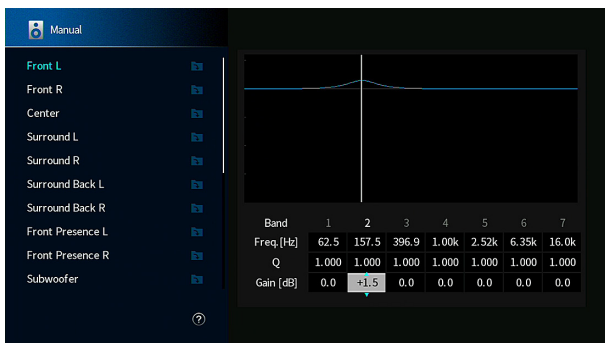 Manual
Front L
Front R
Center
Surround L
Surround R
Surround Back L
Surround Back R
Front Presence L
Front Presence R
Subwoofer
?
Band 1 2 3 4 5 6 7
Freq.[Hz] 62.5 157.5 396.9 1.00k 2.52k 6.35k 16.0k
Q 1.000 1.000 1.000 1.000 1.000 1.000 1.000
Gain [dB] 0.0 +1.5 0.0 0.0 0.0 0.0 0.0